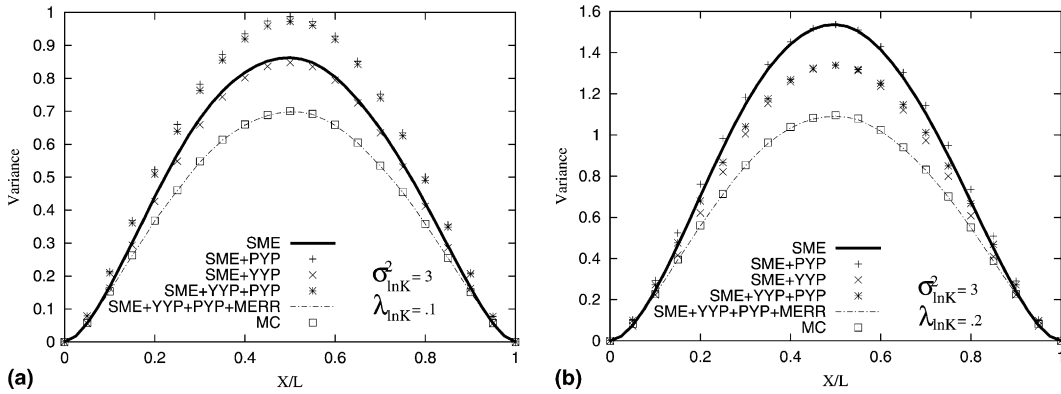 1
0.9
0.8
0.7
0.6
0.5
0.4
0.3
0.2
0.1
0
Variance
SME
SME+PYP
SME+YYP
SME+YYP+PYP
SME+YYP+PYP+MERR
MC
σ²lnK = 3
λlnK = .1
0 0.2 0.4 0.6 0.8 1
X/L
(a)
1.6
1.4
1.2
1
0.8
0.6
0.4
0.2
0
Variance
SME
SME+PYP
SME+YYP
SME+YYP+PYP
SME+YYP+PYP+MERR
MC
σ²lnK = 3
λlnK = .2
0 0.2 0.4 0.6 0.8 1
X/L
(b)